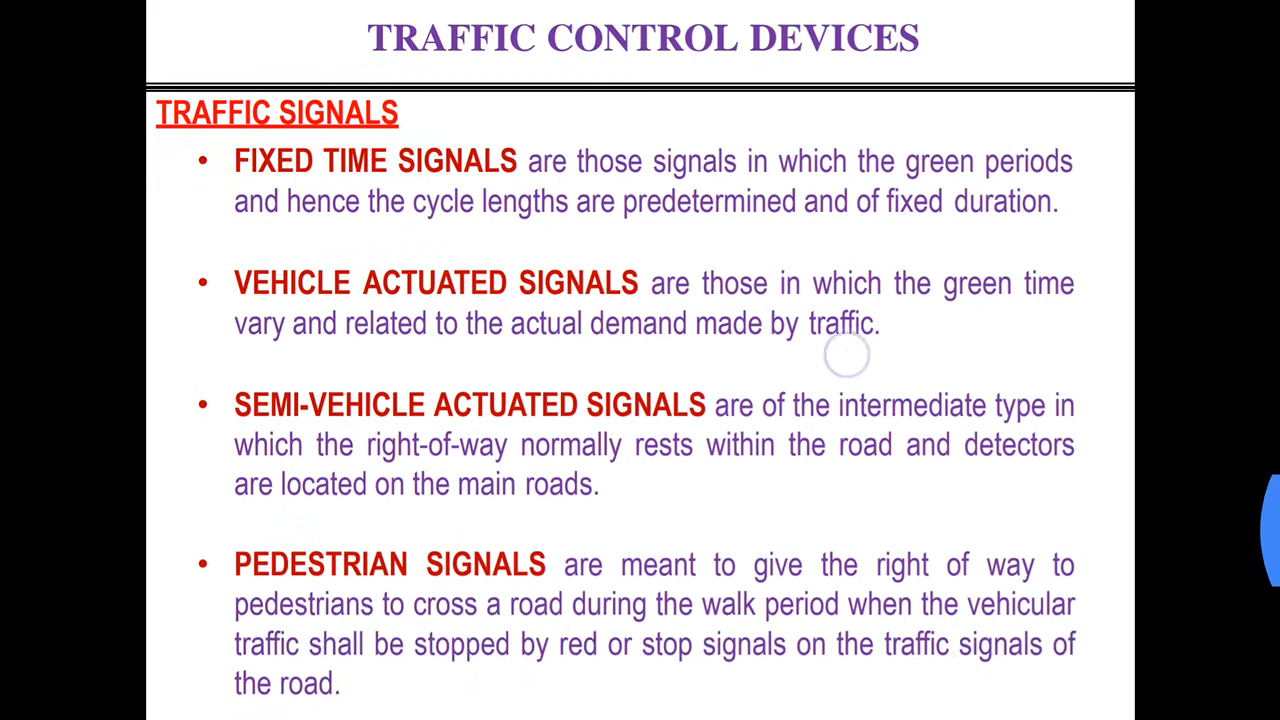 TRAFFIC CONTROL DEVICES
TRAFFIC SIGNALS
• FIXED TIME SIGNALS are those signals in which the green periods
and hence the cycle lengths are predetermined and of fixed duration.
• VEHICLE ACTUATED SIGNALS are those in which the green time
vary and related to the actual demand made by traffic.
• SEMI-VEHICLE ACTUATED SIGNALS are of the intermediate type in
which the right-of-way normally rests within the road and detectors
are located on the main roads.
• PEDESTRIAN SIGNALS are meant to give the right of way to
pedestrians to cross a road during the walk period when the vehicular
traffic shall be stopped by red or stop signals on the traffic signals of
the road.